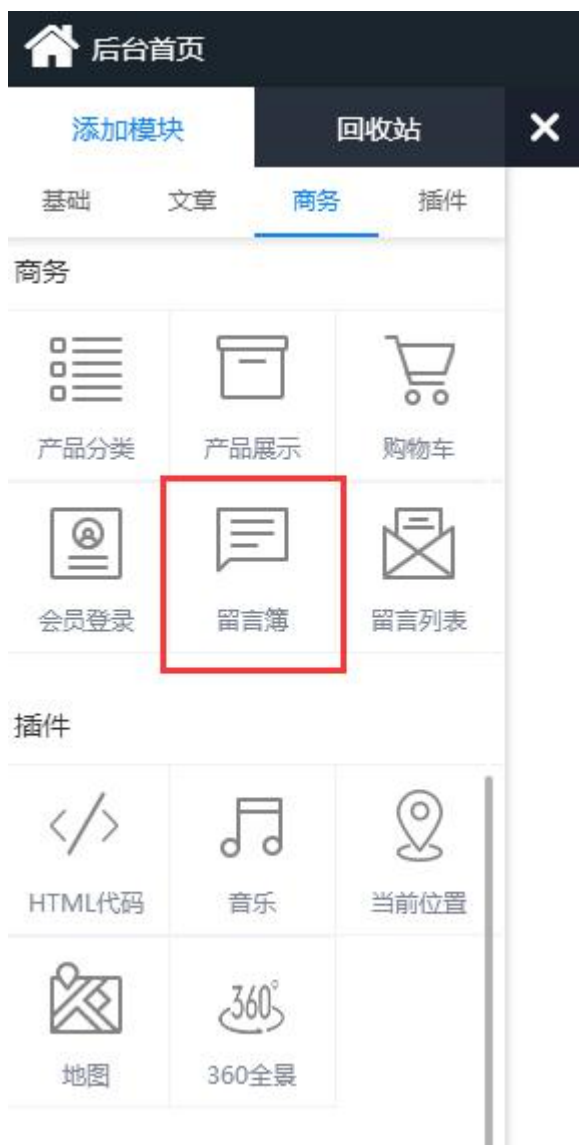 后台首页
添加模块 回收站
基础 文章 商务 插件
商务
产品分类 产品展示 购物车
会员登录 留言簿 留言列表
插件
HTML代码 音乐 当前位置
360°
地图 360全景